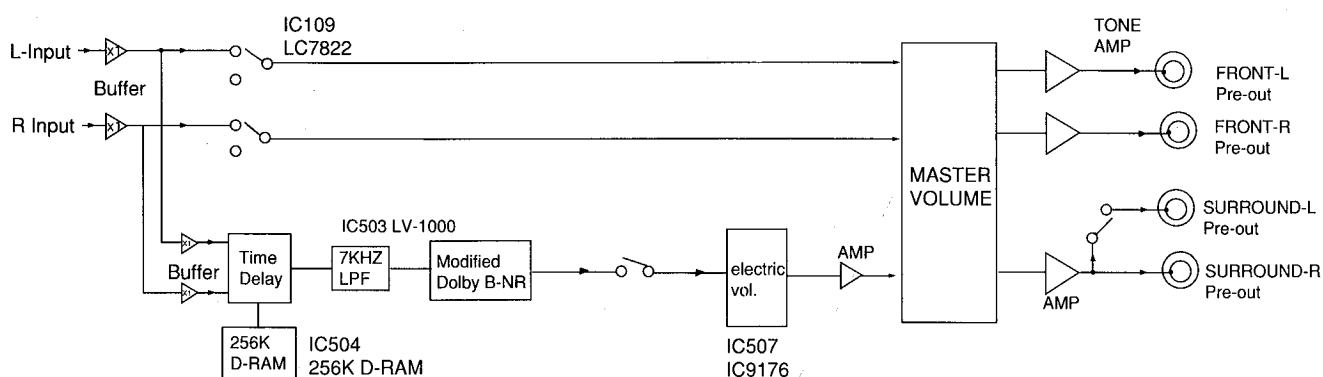 IC109
LC7822
TONE
AMP
L-Input
X1
Buffer
R Input
X1
FRONT-L
Pre-out
FRONT-R
Pre-out
MASTER
VOLUME
IC503 LV-1000
X1
Buffer
X1
Time
Delay
7KHZ
LPF
Modified
Dolby B-NR
electric
vol.
AMP
SURROUND-L
Pre-out
SURROUND-R
Pre-out
AMP
256K
D-RAM
IC504
256K D-RAM
IC507
IC9176